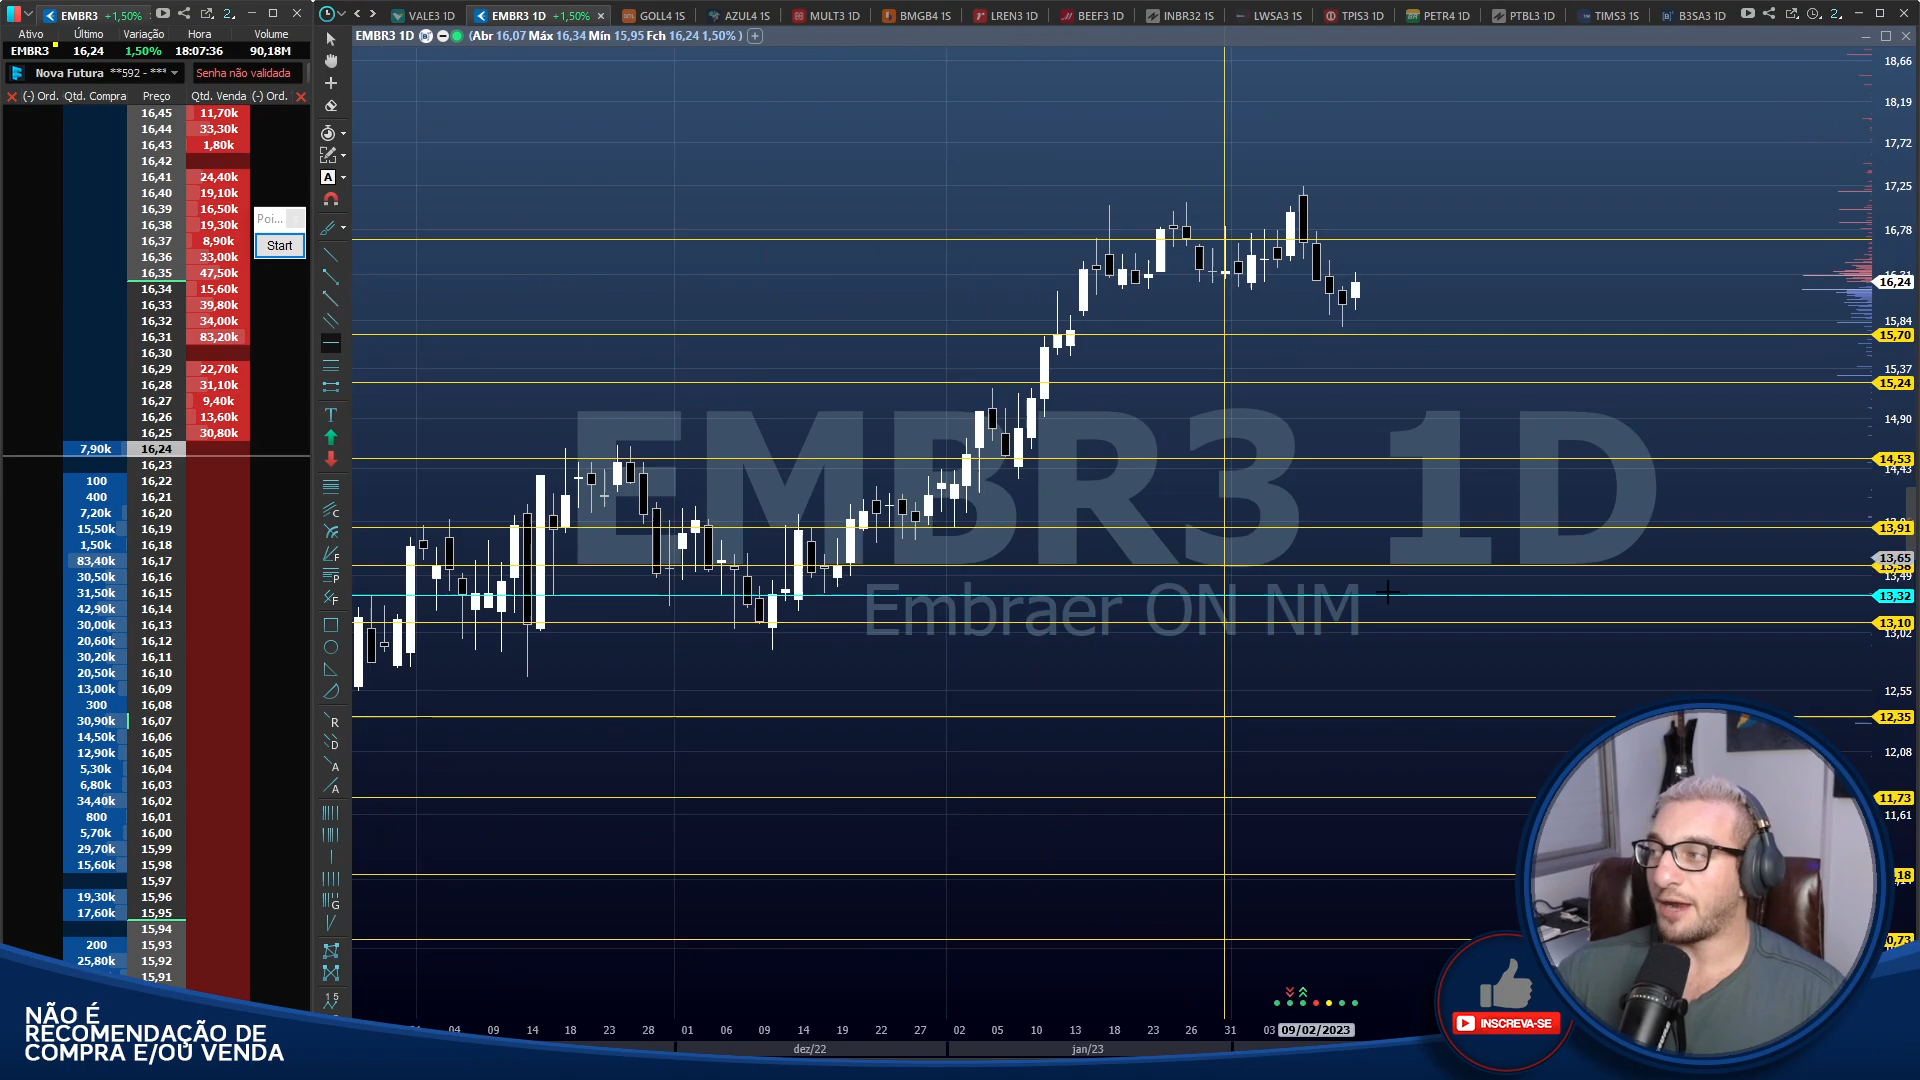 EMBR3 +1,50% 2.
VALE3 1D EMBR3 1D +1,50% × GOLL4 1S AZUL4 1S MULT3 1D BMGB4 1S LREN3 1D BEEF3 1D INBR32 1S LWSA3 1S TPIS3 1D PETR4 1D PTBL3 1D TIMS3 1S B3SA3 1D 2.
Ativo Último Variação Hora Volume
EMBR3 16,24 1,50% 18:07:36 90,18M
EMBR3 1D (Abr 16,07 Máx 16,34 Mín 15,95 Fch 16,24 1,50% )
Nova Futura **592 - *** Senha não validada
(-) Ord. Qtd. Compra Preço Qtd. Venda (-) Ord.
16,45 11,70k
16,44 33,30k
16,43 1,80k
16,42
16,41 24,40k
16,40 19,10k
16,39 16,50k
16,38 19,30k
16,37 8,90k
16,36 33,00k
16,35 47,50k
16,34 15,60k
16,33 39,80k
16,32 34,00k
16,31 83,20k
16,30
16,29 22,70k
16,28 31,10k
16,27 9,40k
16,26 13,60k
16,25 30,80k
7,90k 16,24
16,23
100 16,22
400 16,21
7,20k 16,20
15,50k 16,19
1,50k 16,18
83,40k 16,17
30,50k 16,16
31,50k 16,15
42,90k 16,14
30,00k 16,13
20,60k 16,12
30,20k 16,11
20,50k 16,10
13,00k 16,09
300 16,08
30,90k 16,07
14,50k 16,06
12,90k 16,05
5,30k 16,04
6,80k 16,03
34,40k 16,02
800 16,01
5,70k 16,00
29,70k 15,99
15,60k 15,98
15,97
19,30k 15,96
17,60k 15,95
15,94
200 15,93
25,80k 15,92
15,91
Poi...
Start
EMBR3 1D
Embraer ON NM
18,66
18,19
17,72
17,25
16,78
16,24
15,84
15,70
15,37
15,24
14,90
14,53
14,43
13,91
13,65
13,49
13,32
13,10
13,02
12,55
12,35
12,08
11,73
11,61
,18
0,73
04 09 14 18 23 28 01 06 09 14 19 22 27 02 05 10 13 18 23 26 31 03 09/02/2023
dez/22 jan/23
NÃO É
RECOMENDAÇÃO DE
COMPRA E/OU VENDA
INSCREVA-SE